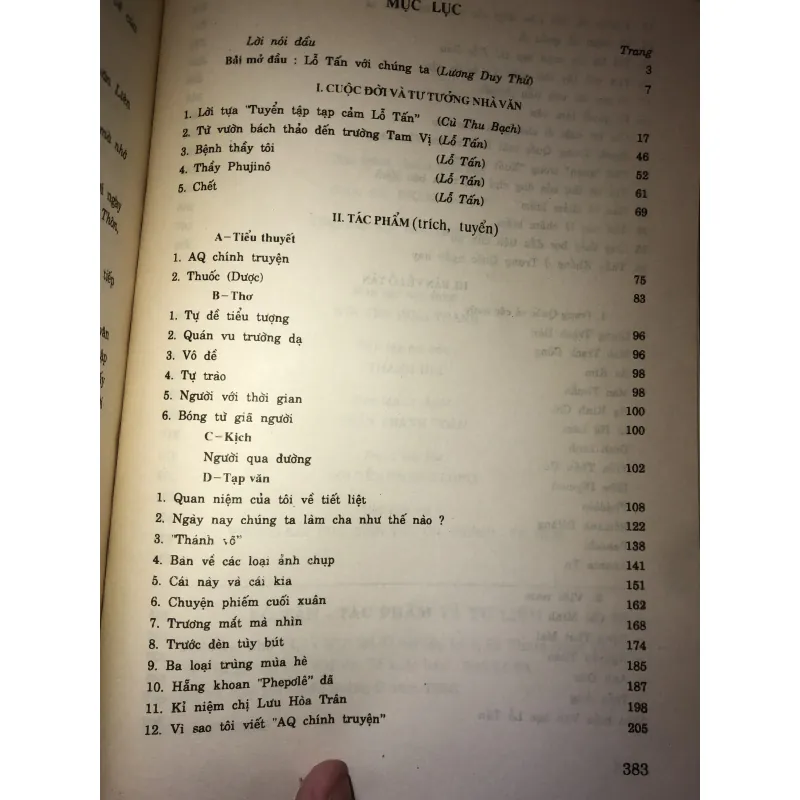 MỤC LỤC
Lời nói đầu Trang
3
Bài mở đầu : Lỗ Tấn với chúng ta (Lương Duy Thứ) 7
I. CUỘC ĐỜI VÀ TƯ TƯỞNG NHÀ VĂN
1. Lời tựa "Tuyển tập tạp cảm Lỗ Tấn" (Cù Thu Bạch) 17
2. Từ vườn bách thảo đến trường Tam Vị (Lỗ Tấn) 46
3. Bệnh thầy tôi (Lỗ Tấn) 52
4. Thầy Phujinô (Lỗ Tấn) 61
5. Chết (Lỗ Tấn) 69
II. TÁC PHẨM (trích, tuyển)
A - Tiểu thuyết
1. AQ chính truyện 75
2. Thuốc (Dược) 83
B - Thơ
1. Tự đề tiểu tượng 96
2. Quán vu trường dạ 96
3. Vô đề 98
4. Tự trào 98
5. Người với thời gian 100
6. Bóng từ giã người 100
C - Kịch
Người qua đường 102
D - Tạp văn
1. Quan niệm của tôi về tiết liệt 108
2. Ngày nay chúng ta làm cha như thế nào ? 122
3. "Thánh võ" 138
4. Bàn về các loại ảnh chụp 141
5. Cái này và cái kia 151
6. Chuyện phiếm cuối xuân 162
7. Trương mắt mà nhìn 168
8. Trước đèn tùy bút 174
9. Ba loại trùng mùa hè 185
10. Hẵng khoan "Phepơlê" đã 187
11. Kỉ niệm chị Lưu Hòa Trân 198
12. Vì sao tôi viết "AQ chính truyện" 205
383